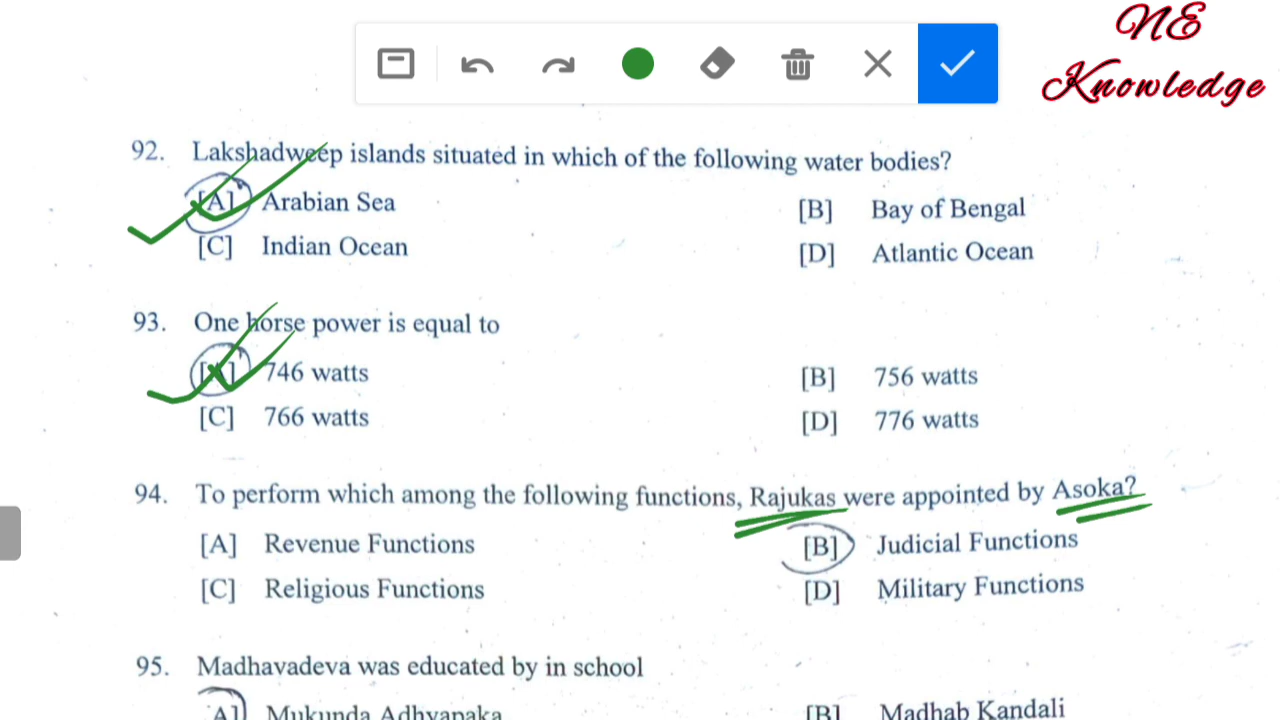 NE
Knowledge
92. Lakshadweep islands situated in which of the following water bodies?
[A] Arabian Sea [B] Bay of Bengal
[C] Indian Ocean [D] Atlantic Ocean
93. One horse power is equal to
[A] 746 watts [B] 756 watts
[C] 766 watts [D] 776 watts
94. To perform which among the following functions, Rajukas were appointed by Asoka?
[A] Revenue Functions [B] Judicial Functions
[C] Religious Functions [D] Military Functions
95. Madhavadeva was educated by in school
[A] Mukunda Adhyapaka [B] Madhab Kandali